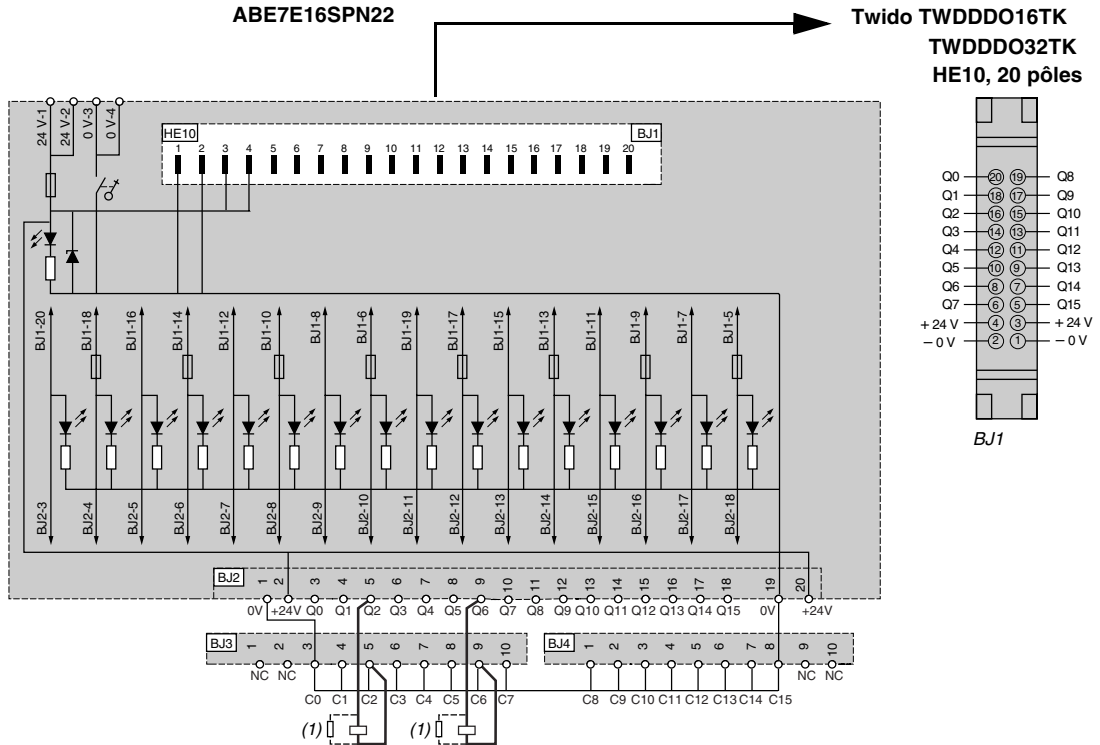 ABE7E16SPN22
Twido TWDDDO16TK
TWDDDO32TK
HE10, 20 pôles
24 V-1
24 V-2
0 V-3
0 V-4
HE10
BJ1
1 2 3 4 5 6 7 8 9 10 11 12 13 14 15 16 17 18 19 20
Q0 20 19 Q8
Q1 18 17 Q9
Q2 16 15 Q10
Q3 14 13 Q11
Q4 12 11 Q12
Q5 10 9 Q13
Q6 8 7 Q14
Q7 6 5 Q15
+ 24 V 4 3 + 24 V
– 0 V 2 1 – 0 V
BJ1
BJ1-20 BJ1-18 BJ1-16 BJ1-14 BJ1-12 BJ1-10 BJ1-8 BJ1-6 BJ1-19 BJ1-17 BJ1-15 BJ1-13 BJ1-11 BJ1-9 BJ1-7 BJ1-5
BJ2-3 BJ2-4 BJ2-5 BJ2-6 BJ2-7 BJ2-8 BJ2-9 BJ2-10 BJ2-11 BJ2-12 BJ2-13 BJ2-14 BJ2-15 BJ2-16 BJ2-17 BJ2-18
BJ2
1 2 3 4 5 6 7 8 9 10 11 12 13 14 15 16 17 18 19 20
0V +24V Q0 Q1 Q2 Q3 Q4 Q5 Q6 Q7 Q8 Q9 Q10 Q11 Q12 Q13 Q14 Q15 0V +24V
BJ3
1 2 3 4 5 6 7 8 9 10
BJ4
1 2 3 4 5 6 7 8 9 10
NC NC C0 C1 C2 C3 C4 C5 C6 C7
C8 C9 C10 C11 C12 C13 C14 C15 NC NC
(1)
(1)